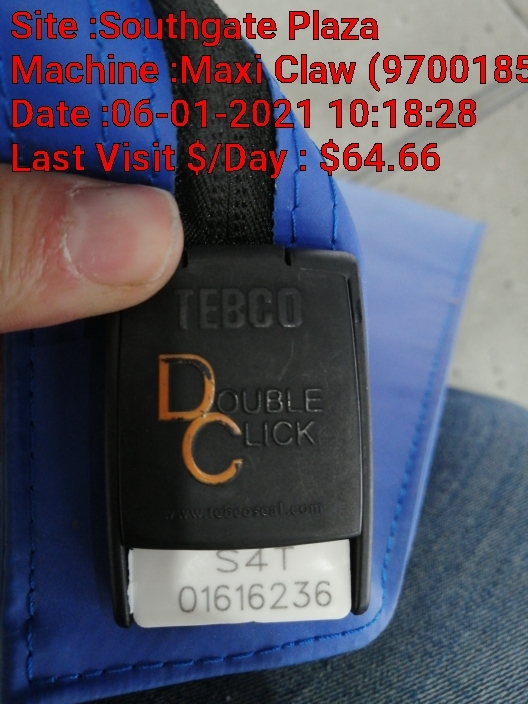 Site :Southgate Plaza
Machine :Maxi Claw (9700185
Date :06-01-2021 10:18:28
Last Visit $/Day : $64.66
TEBCO
DOUBLE
CLICK
www.tebcoseal.com
S4T
01616236